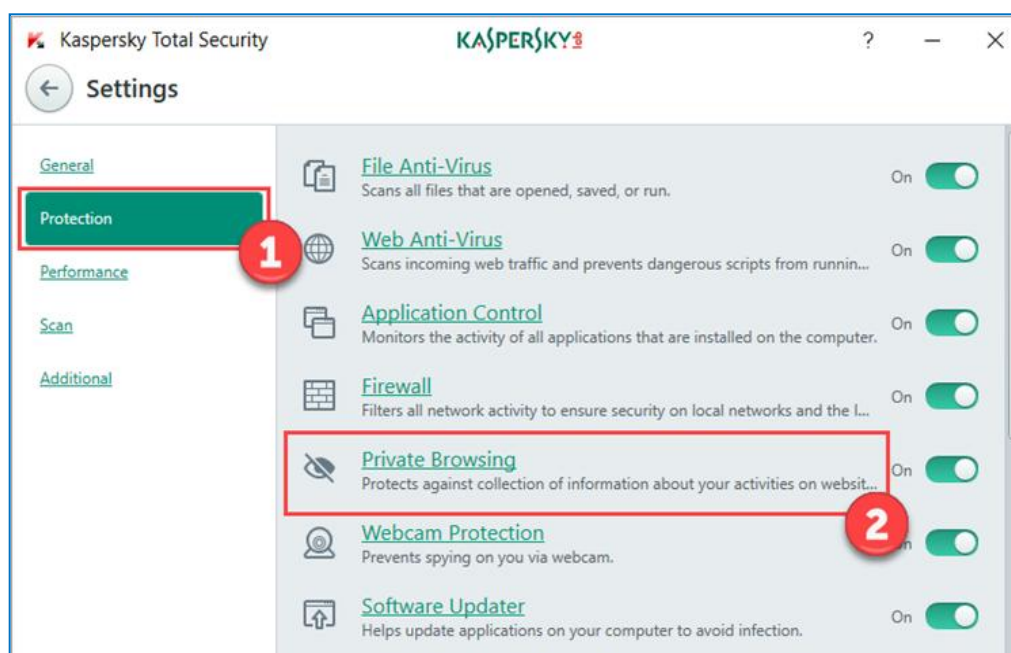 Kaspersky Total Security
KASPERSKY lab
?
Settings
General
Protection
1
Performance
Scan
Additional
File Anti-Virus
On
Scans all files that are opened, saved, or run.
Web Anti-Virus
On
Scans incoming web traffic and prevents dangerous scripts from runnin...
Application Control
On
Monitors the activity of all applications that are installed on the computer.
Firewall
On
Filters all network activity to ensure security on local networks and the I...
Private Browsing
On
Protects against collection of information about your activities on websit...
2
Webcam Protection
Prevents spying on you via webcam.
Software Updater
On
Helps update applications on your computer to avoid infection.